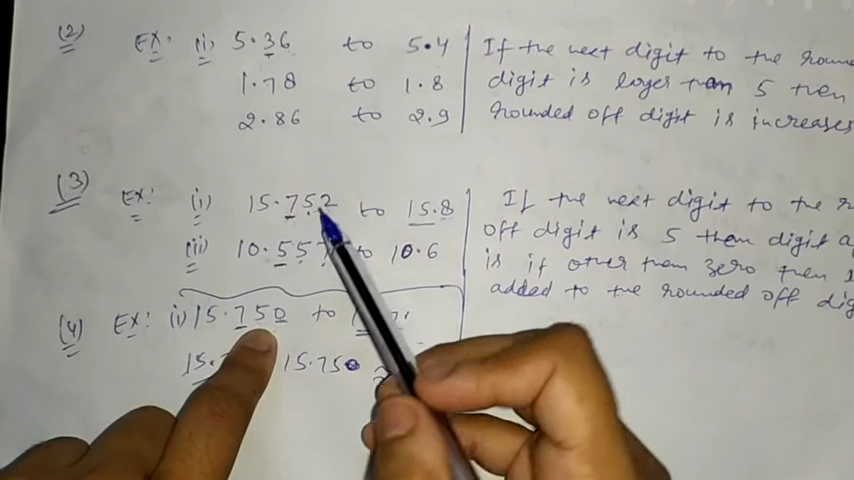 (2) Ex: (i) 5.36 to 5.4
1.78 to 1.8
2.86 to 2.9
If the next digit to the
digit is larger than 5 then
rounded off digit is increases
(3) Ex: (i) 15.752 to 15.8
(ii) 10.55 to 10.6
If the next digit to the
off digit is 5 then digit
is if other than zero then
added to the rounded off
(4) Ex: (i) 15.750 to
15.750